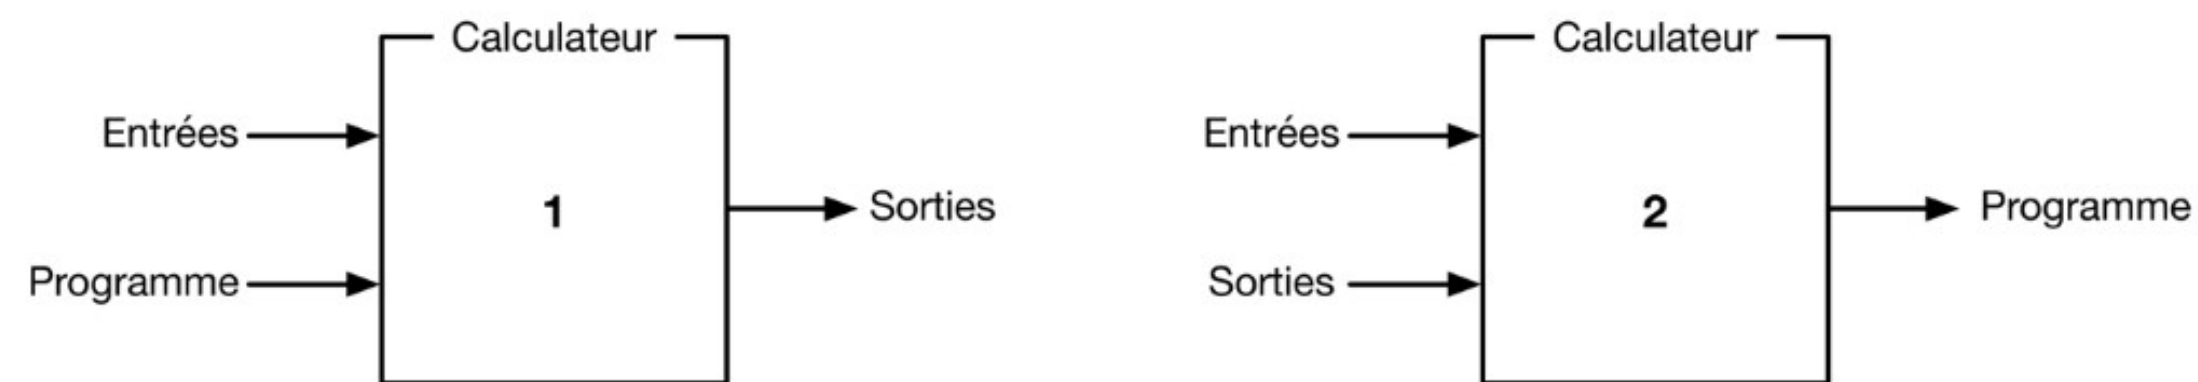 Calculateur
Entrées
1
Sorties
Programme
Calculateur
Entrées
2
Programme
Sorties